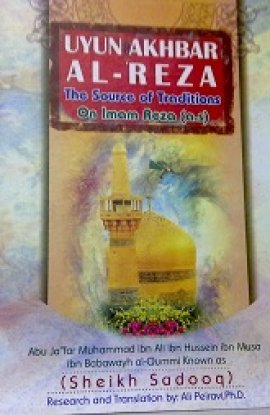 UYUN AKHBAR
AL-REZA
The Source of Traditions
On Imam Reza (a.s)
Abu Ja'far Muhammad ibn Ali ibn Hussein ibn Musa
ibn Babawayh al-Qummi Known as
(Sheikh Sadooq)
Research and Translation by: Ali Peiravi,Ph.D.